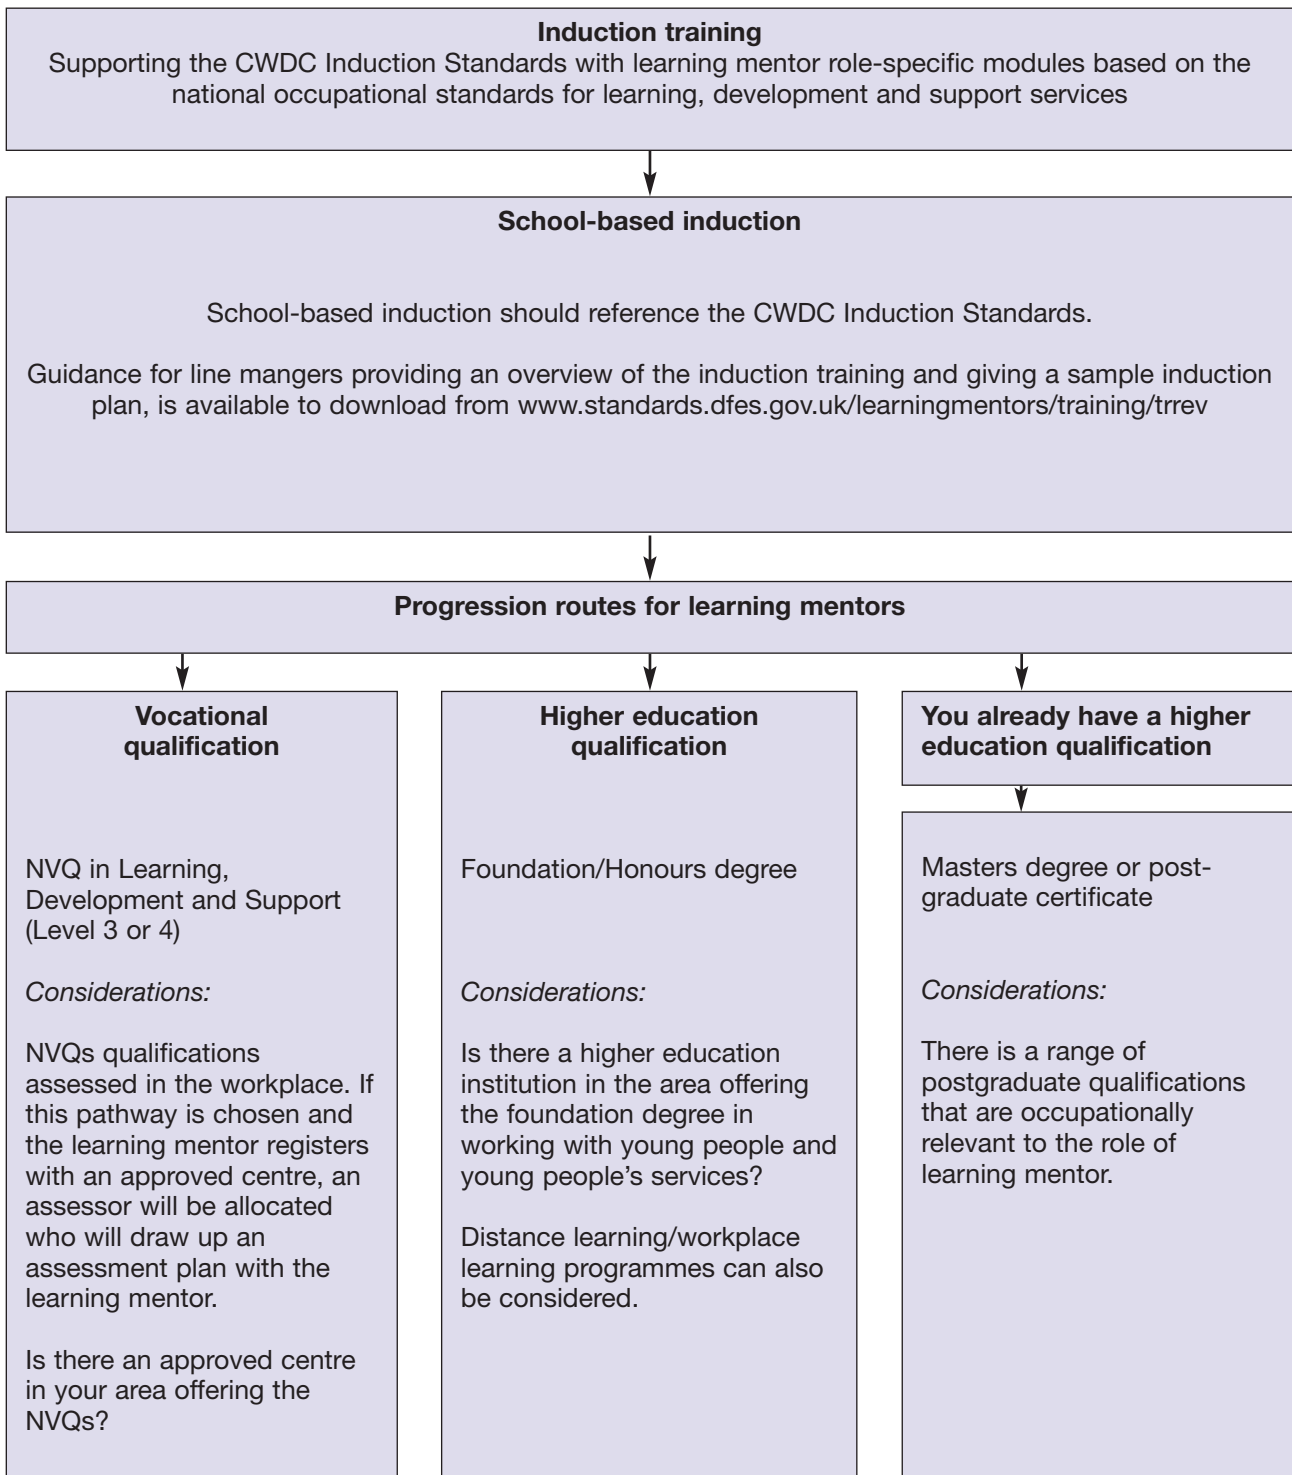 Induction training
Supporting the CWDC Induction Standards with learning mentor role-specific modules based on the
national occupational standards for learning, development and support services
School-based induction
School-based induction should reference the CWDC Induction Standards.
Guidance for line mangers providing an overview of the induction training and giving a sample induction
plan, is available to download from www.standards.dfes.gov.uk/learningmentors/training/trrev
Progression routes for learning mentors
Vocational
qualification
NVQ in Learning,
Development and Support
(Level 3 or 4)
Considerations:
NVQs qualifications
assessed in the workplace. If
this pathway is chosen and
the learning mentor registers
with an approved centre, an
assessor will be allocated
who will draw up an
assessment plan with the
learning mentor.
Is there an approved centre
in your area offering the
NVQs?
Higher education
qualification
Foundation/Honours degree
Considerations:
Is there a higher education
institution in the area offering
the foundation degree in
working with young people and
young people’s services?
Distance learning/workplace
learning programmes can also
be considered.
You already have a higher
education qualification
Masters degree or post-
graduate certificate
Considerations:
There is a range of
postgraduate qualifications
that are occupationally
relevant to the role of
learning mentor.